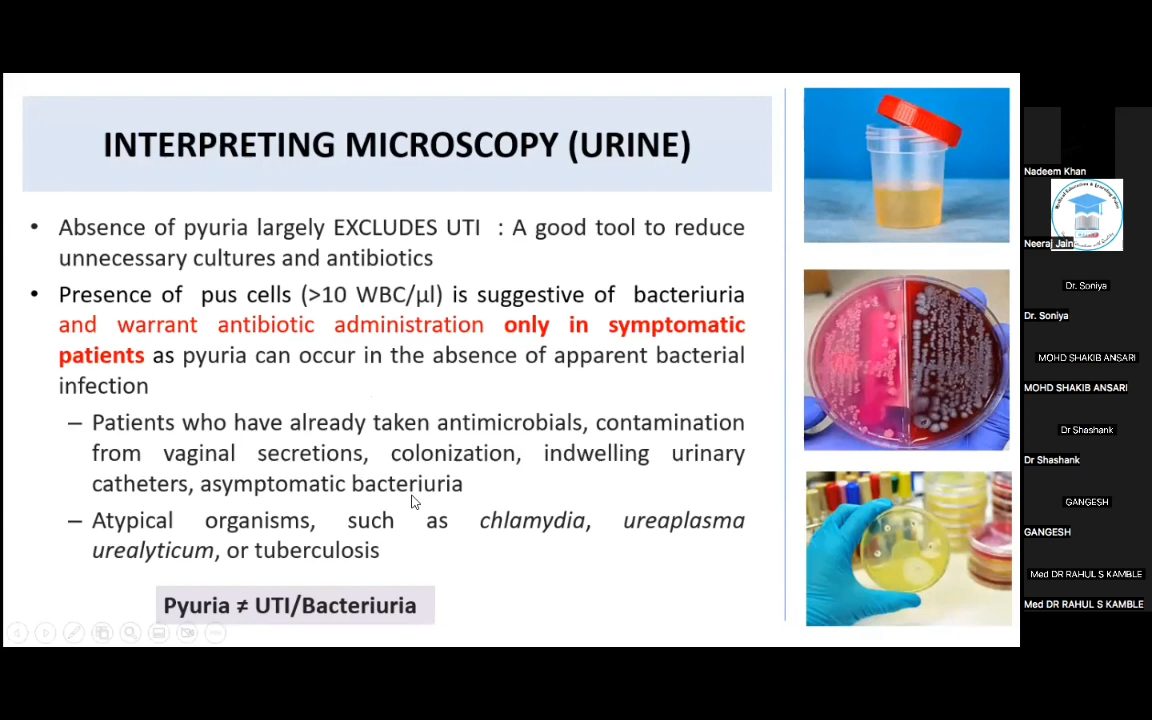 INTERPRETING MICROSCOPY (URINE)
• Absence of pyuria largely EXCLUDES UTI : A good tool to reduce
unnecessary cultures and antibiotics
• Presence of pus cells (>10 WBC/µl) is suggestive of bacteriuria
and warrant antibiotic administration only in symptomatic
patients as pyuria can occur in the absence of apparent bacterial
infection
– Patients who have already taken antimicrobials, contamination
from vaginal secretions, colonization, indwelling urinary
catheters, asymptomatic bacteriuria
– Atypical organisms, such as chlamydia, ureaplasma
urealyticum, or tuberculosis
Pyuria ≠ UTI/Bacteriuria
Nadeem Khan
Neeraj Jain
Dr. Soniya
Dr. Soniya
MOHD SHAKIB ANSARI
MOHD SHAKIB ANSARI
Dr Shashank
Dr Shashank
GANGESH
GANGESH
Med DR RAHUL S KAMBLE
Med DR RAHUL S KAMBLE